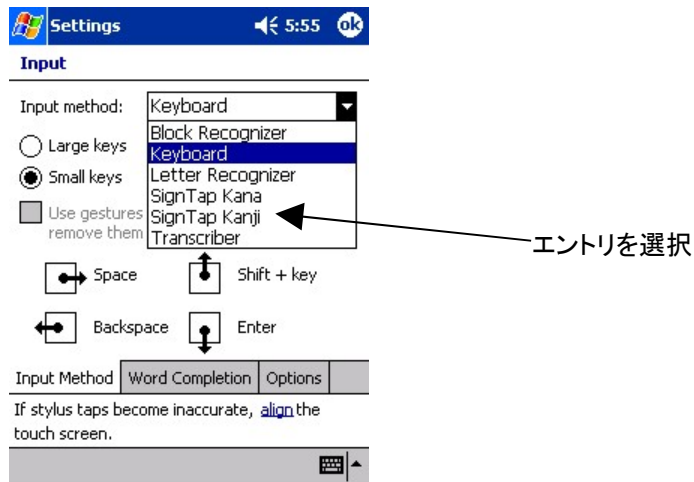 Settings 5:55 ok
Input
Input method: Keyboard
Block Recognizer
Large keys
Keyboard
Letter Recognizer
Small keys
SignTap Kana
Use gestures
SignTap Kanji
remove them
Transcriber
エントリを選択
Space Shift + key
Backspace Enter
Input Method Word Completion Options
If stylus taps become inaccurate, align the
touch screen.